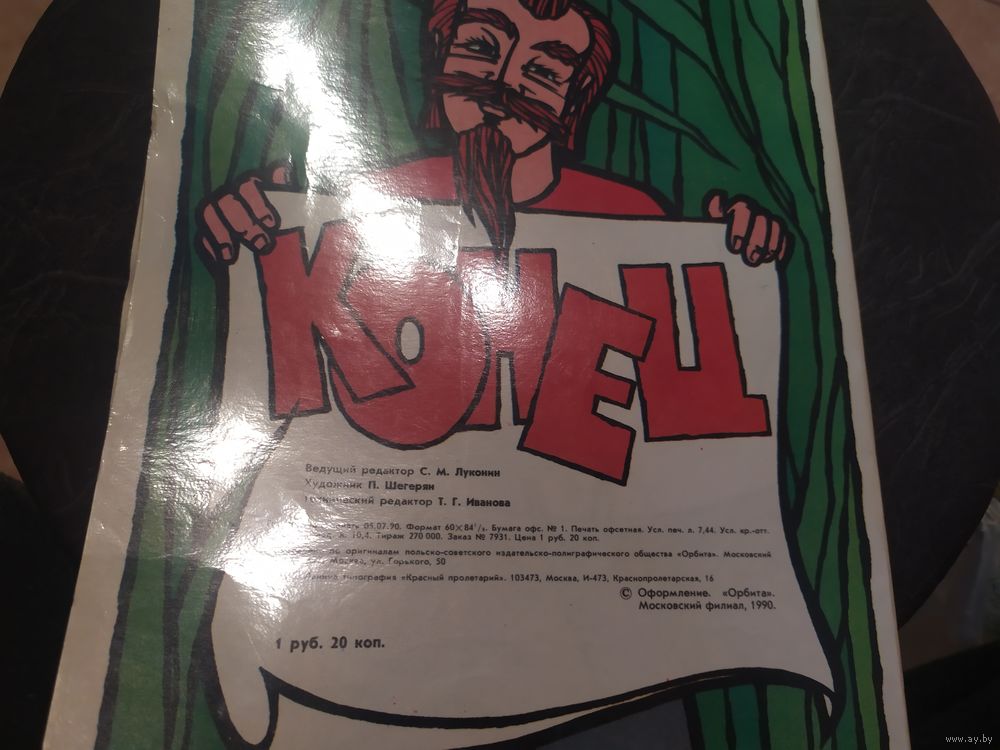 КОНЕЦ
Ведущий редактор С. М. Луконин
Художник П. Шегерян
редактор Т. Г. Иванова
05.07.90. Формат 60×84¹/₈. Бумага офс. № 1. Печать офсетная. Усл. печ. л. 7,44. Усл. кр.-отт.
10,4. Тираж 270 000. Заказ № 7931. Цена 1 руб. 20 коп.
по оригиналам польско-советского издательско-полиграфического общества «Орбита». Московский
Москва, ул. Горького, 50
типография «Красный пролетарий». 103473, Москва, И-473, Краснопролетарская, 16
© Оформление. «Орбита».
Московский филиал, 1990.
1 руб. 20 коп.
www.ay.by